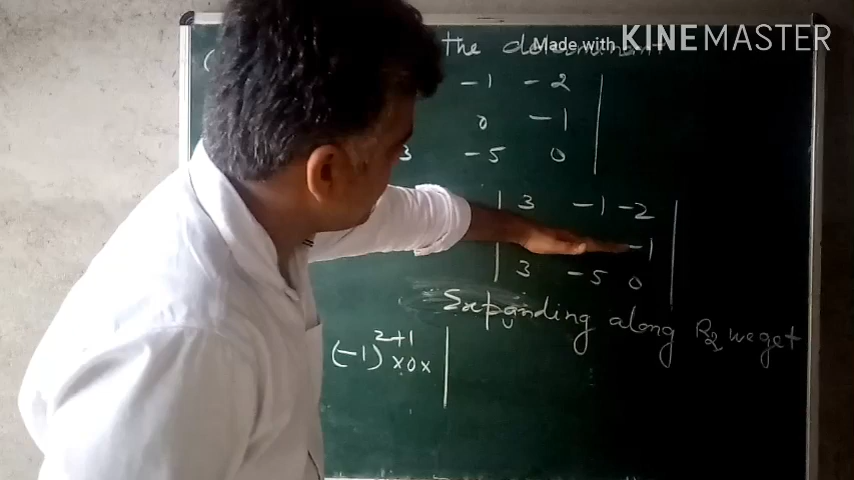 the determinant
Made with KINEMASTER
( -1 -2
0 -1
3 -5 0
3 -1 -2
-1
3 -5 0
Expanding along R2 we get
(-1)^2+1 ×0×